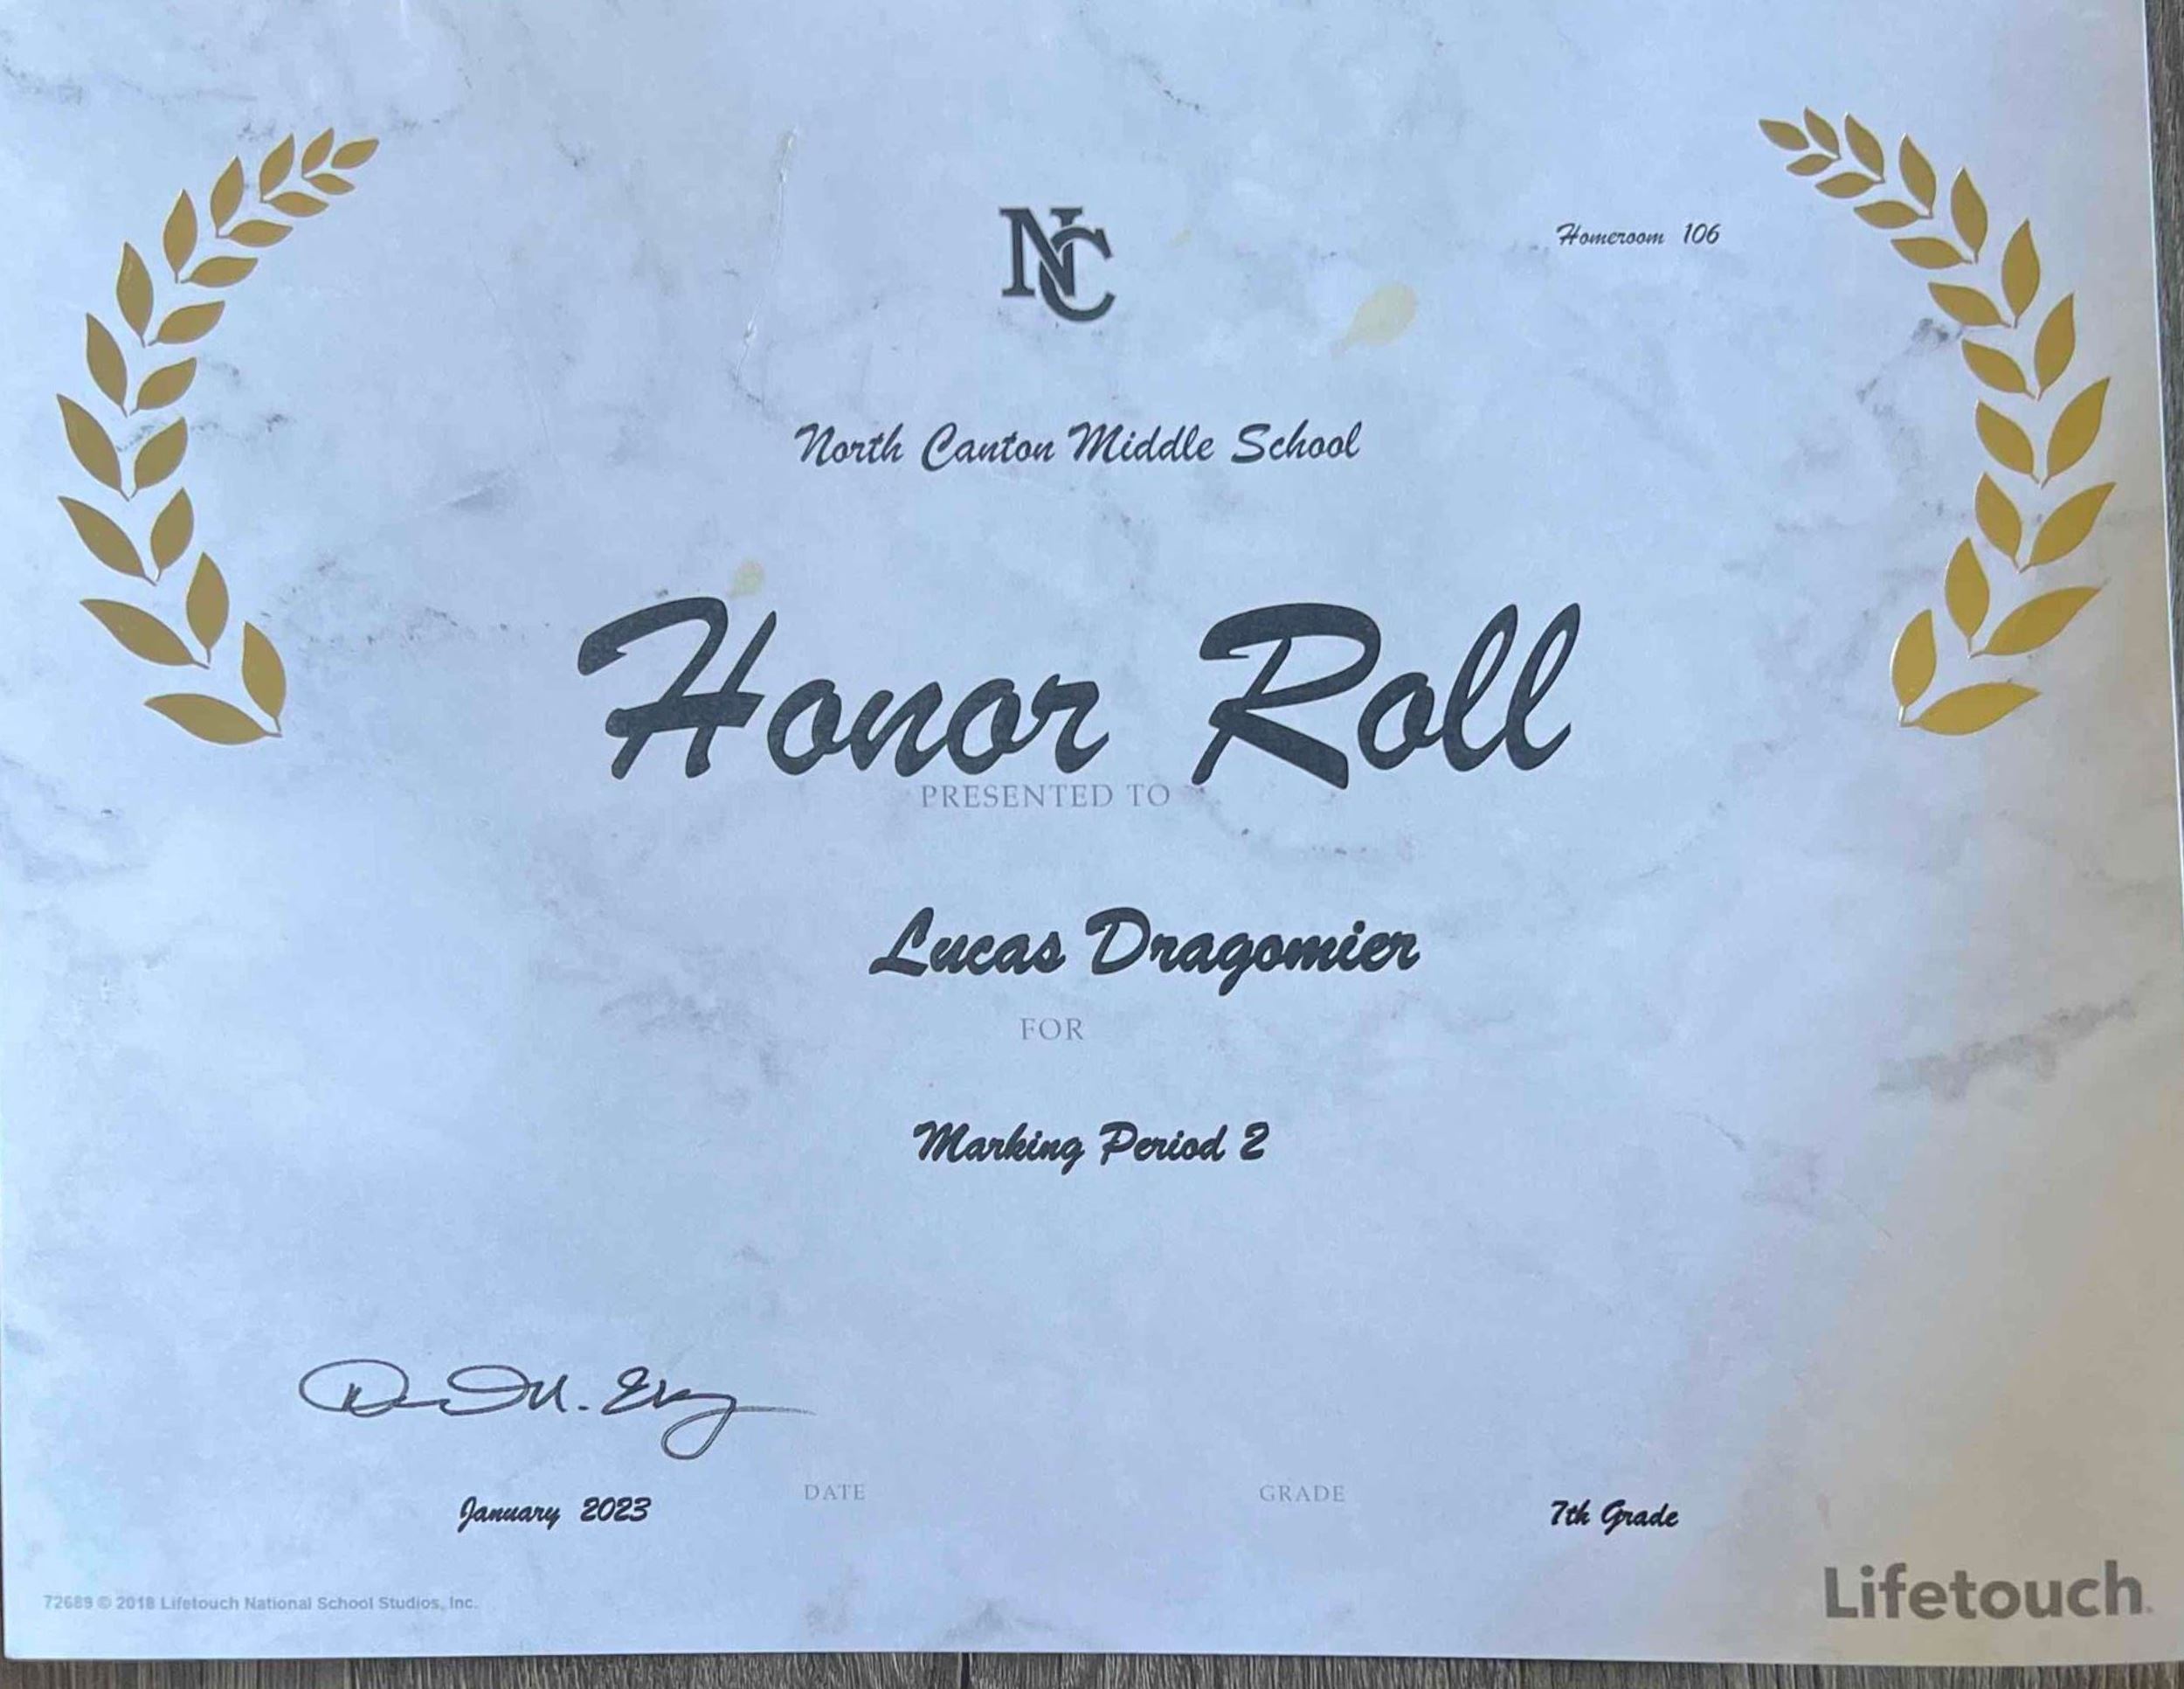 NC
Homeroom 106
North Canton Middle School
Honor Roll
PRESENTED TO
Lucas Dragomier
FOR
Marking Period 2
January 2023
DATE
GRADE
7th Grade
Lifetouch.
72689 © 2018 Lifetouch National School Studios, Inc.